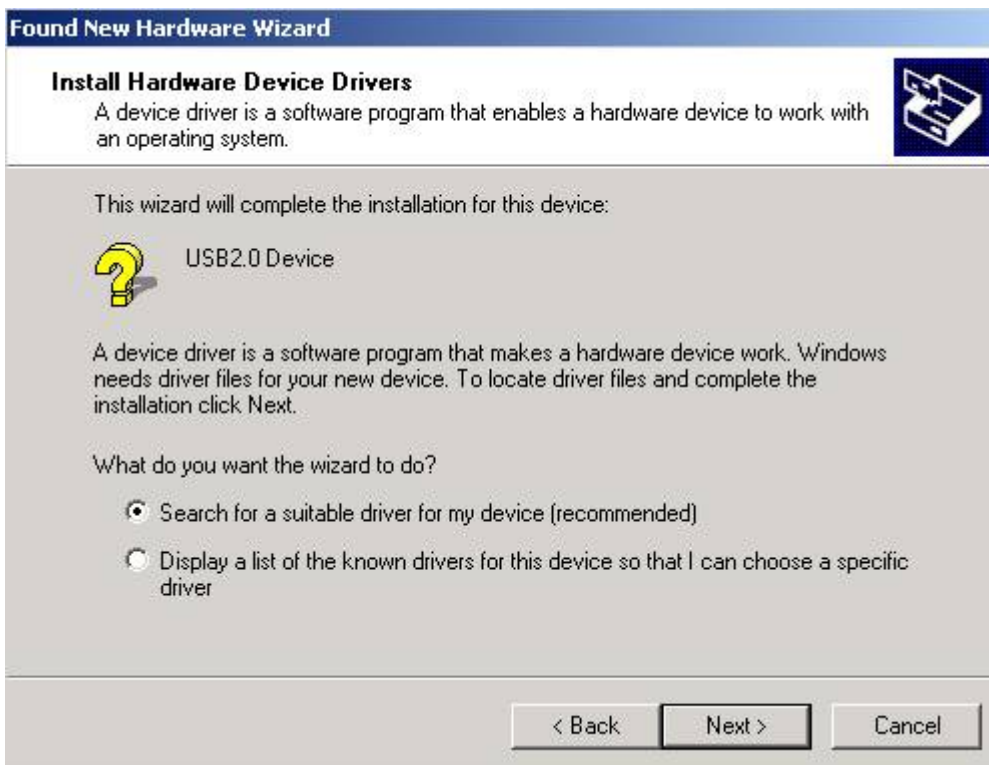 Found New Hardware Wizard
Install Hardware Device Drivers
A device driver is a software program that enables a hardware device to work with
an operating system.
This wizard will complete the installation for this device:
USB2.0 Device
A device driver is a software program that makes a hardware device work. Windows
needs driver files for your new device. To locate driver files and complete the
installation click Next.
What do you want the wizard to do?
Search for a suitable driver for my device (recommended)
Display a list of the known drivers for this device so that I can choose a specific
driver
< Back Next > Cancel